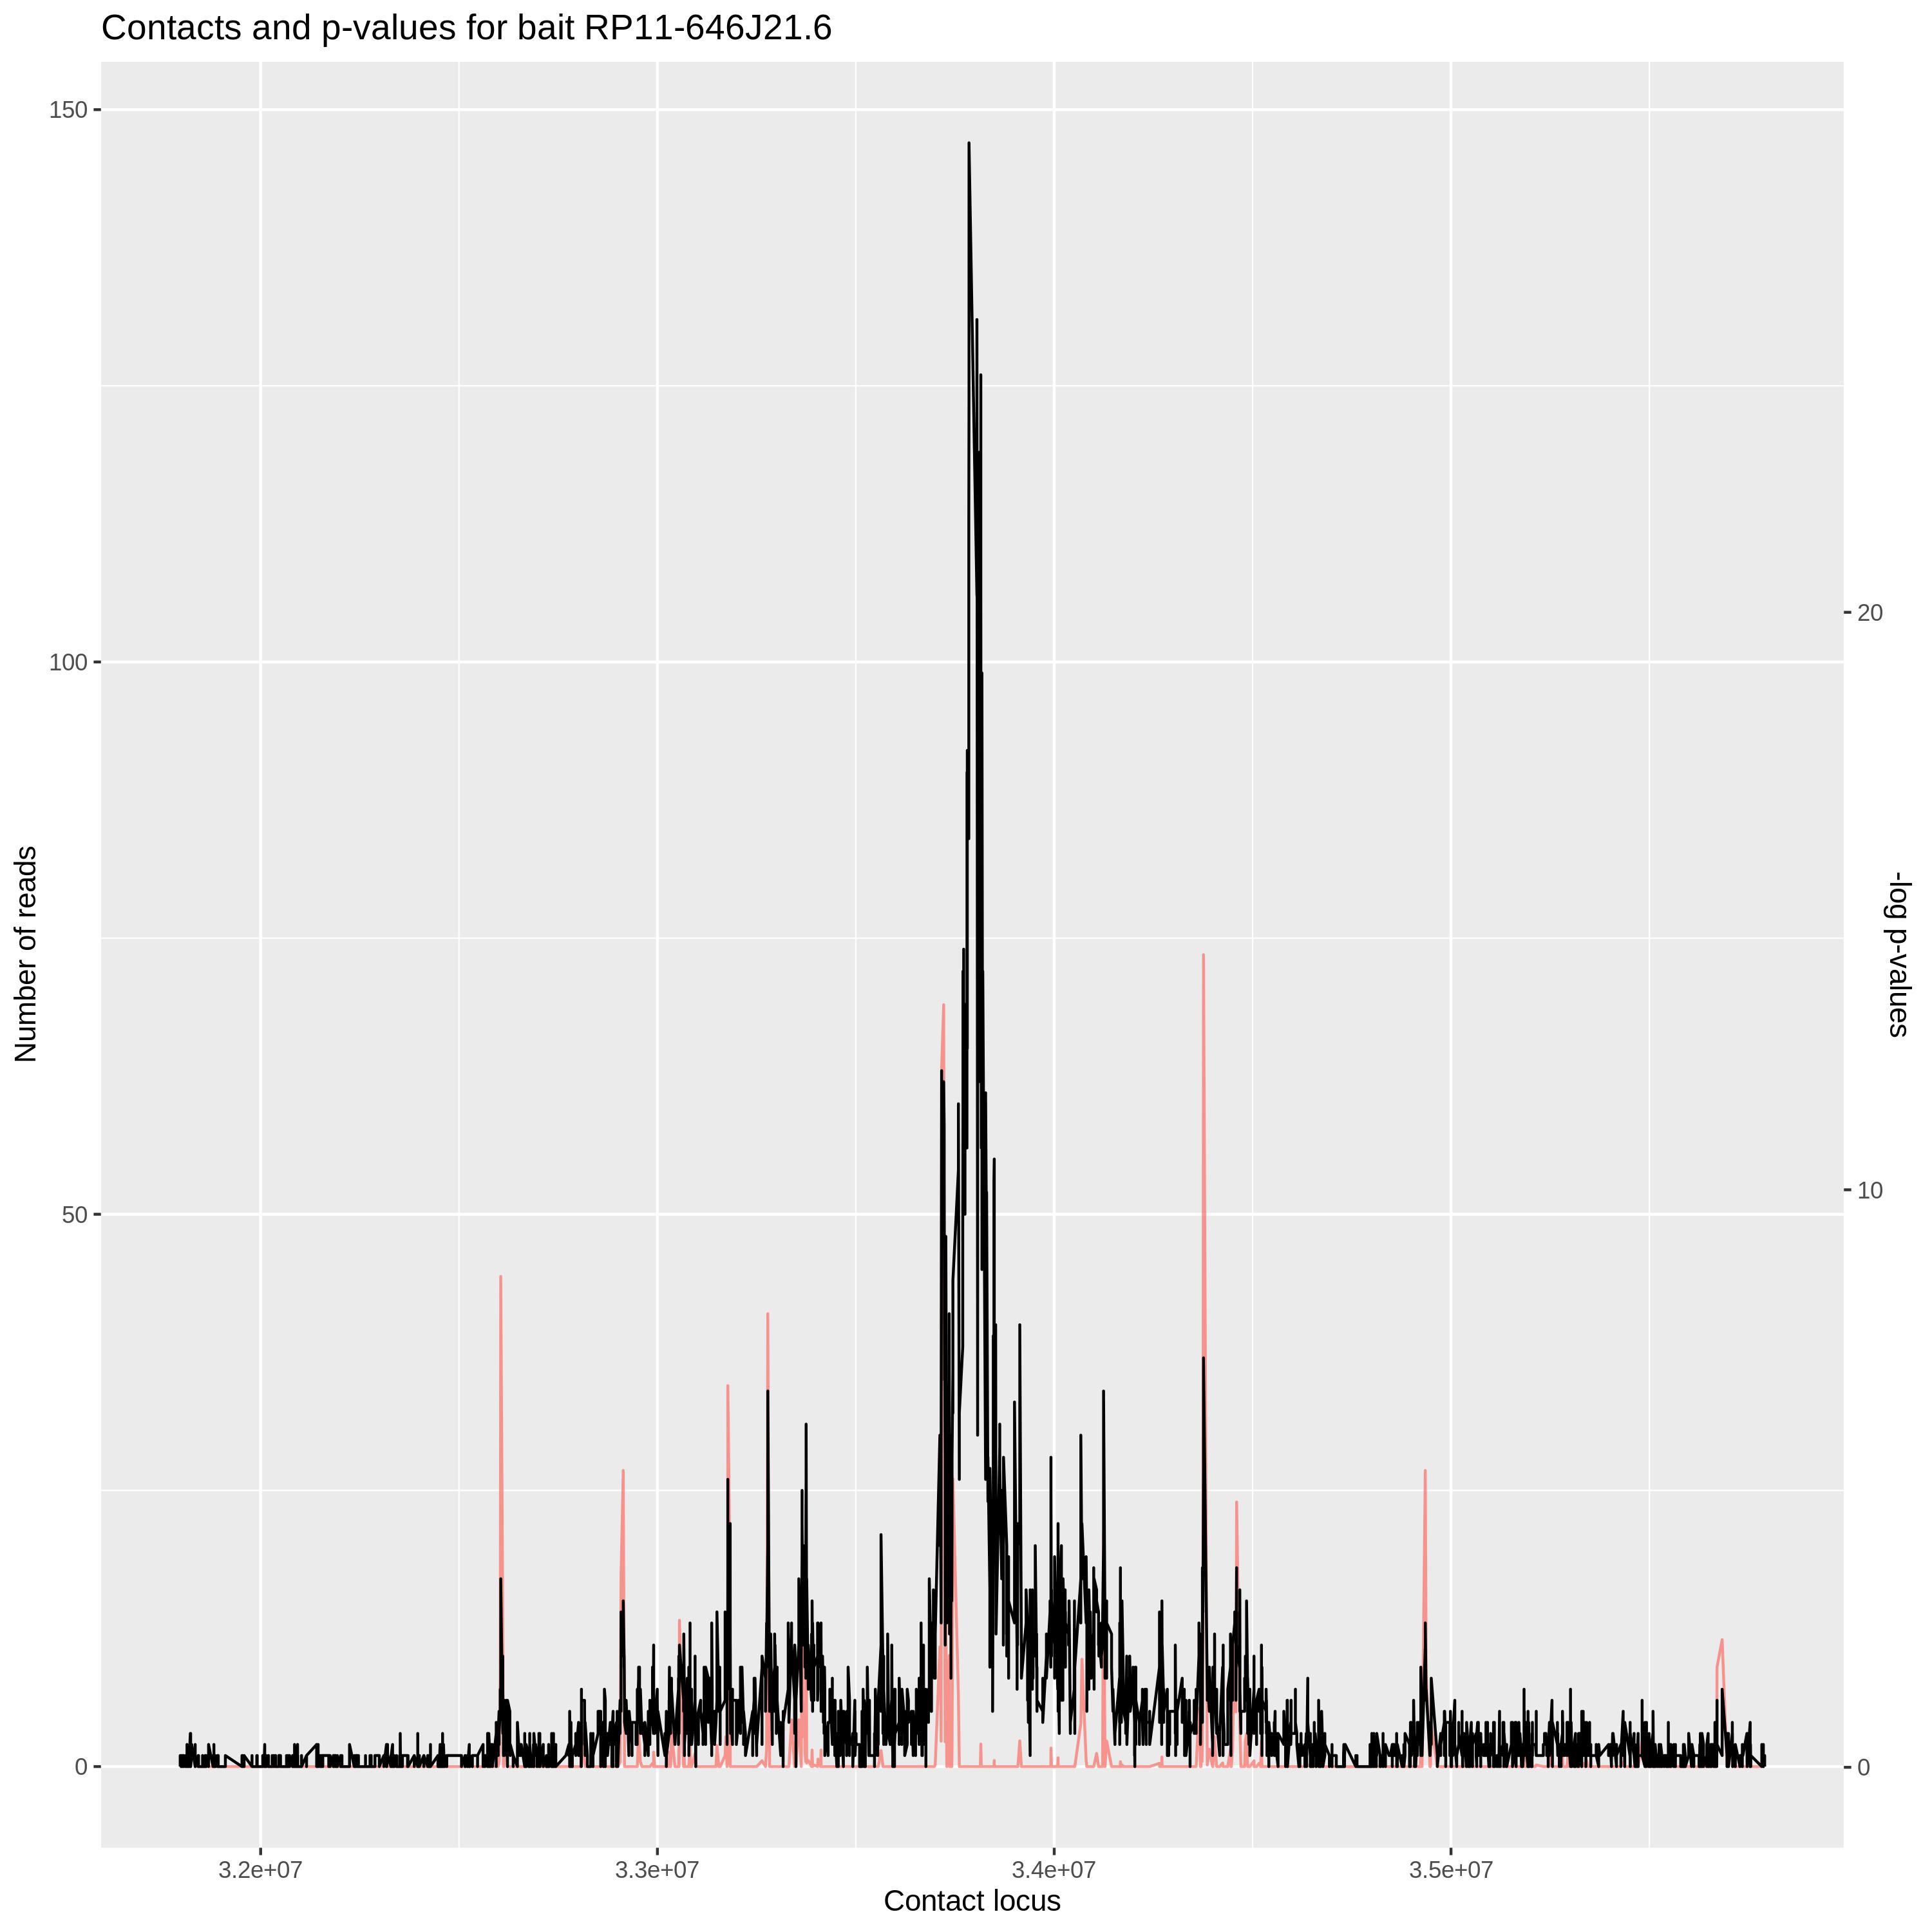 Contacts and p-values for bait RP11-646J21.6
150
100
50
0
Number of reads
20
10
0
-log p-values
3.2e+07
3.3e+07
3.4e+07
3.5e+07
Contact locus